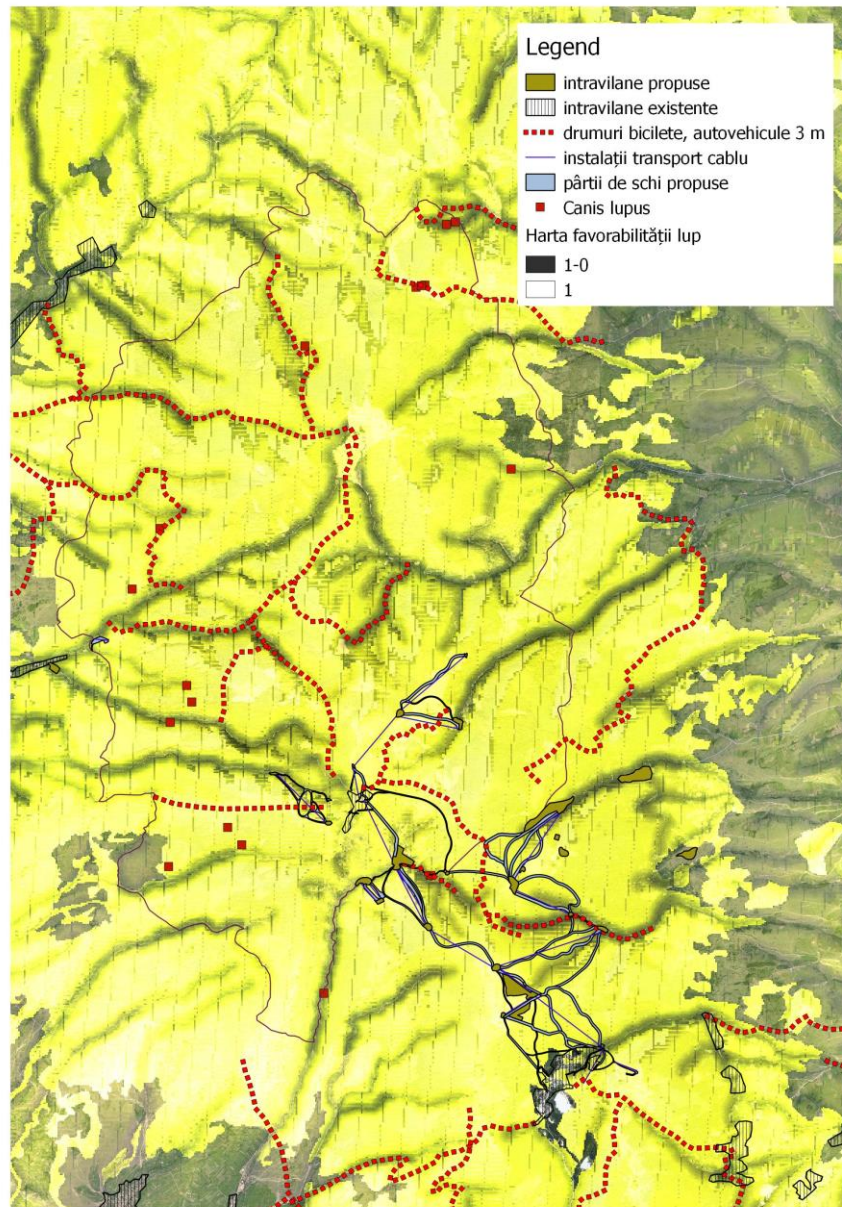 Legend
intravilane propuse
intravilane existente
drumuri bicilete, autovehicule 3 m
instalații transport cablu
pârtii de schi propuse
Canis lupus
Harta favorabilității lup
1-0
1